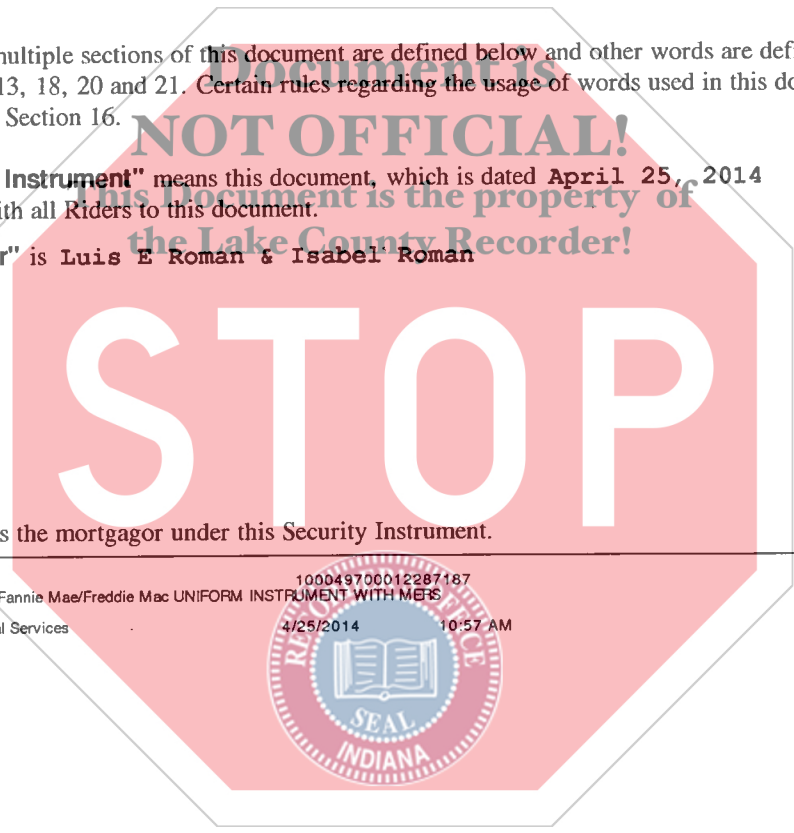 multiple sections of this document are defined below and other words are defi
Document is
13, 18, 20 and 21. Certain rules regarding the usage of words used in this do
Section 16.
NOT OFFICIAL!
Instrument" means this document, which is dated April 25, 2014
This Document is the property of
ith all Riders to this document.
the Lake County Recorder!
r" is Luis E Roman & Isabel Roman
STOP
s the mortgagor under this Security Instrument.
100049700012287187
Fannie Mae/Freddie Mac UNIFORM INSTRUMENT WITH MERS
al Services 4/25/2014 10:57 AM
RECORDER'S OFFICE
SEAL
INDIANA